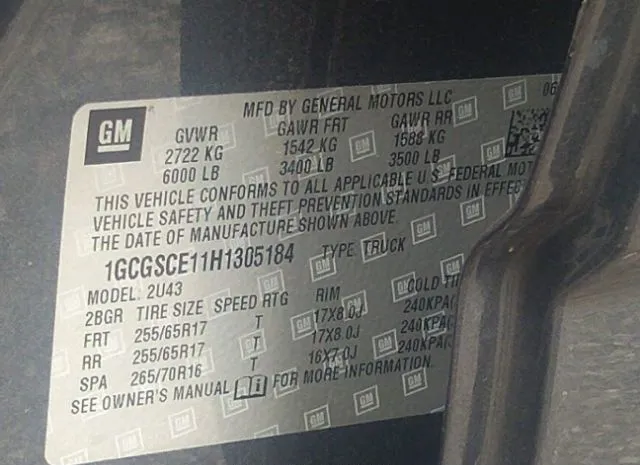 GM
MFD BY GENERAL MOTORS LLC 06
GVWR GAWR FRT GAWR RR
2722 KG 1542 KG 1588 KG
6000 LB 3400 LB 3500 LB
THIS VEHICLE CONFORMS TO ALL APPLICABLE U.S. FEDERAL MOT
VEHICLE SAFETY AND THEFT PREVENTION STANDARDS IN EFFEC
THE DATE OF MANUFACTURE SHOWN ABOVE.
1GCGSCE11H1305184 TYPE TRUCK
MODEL: 2U43
2BGR TIRE SIZE SPEED RTG RIM COLD TI
FRT 255/65R17 T 17X8.0J 240KPA(
RR 255/65R17 T 17X8.0J 240KPA(
SPA 265/70R16 T 16X7.0J 240KPA(
SEE OWNER'S MANUAL FOR MORE INFORMATION.